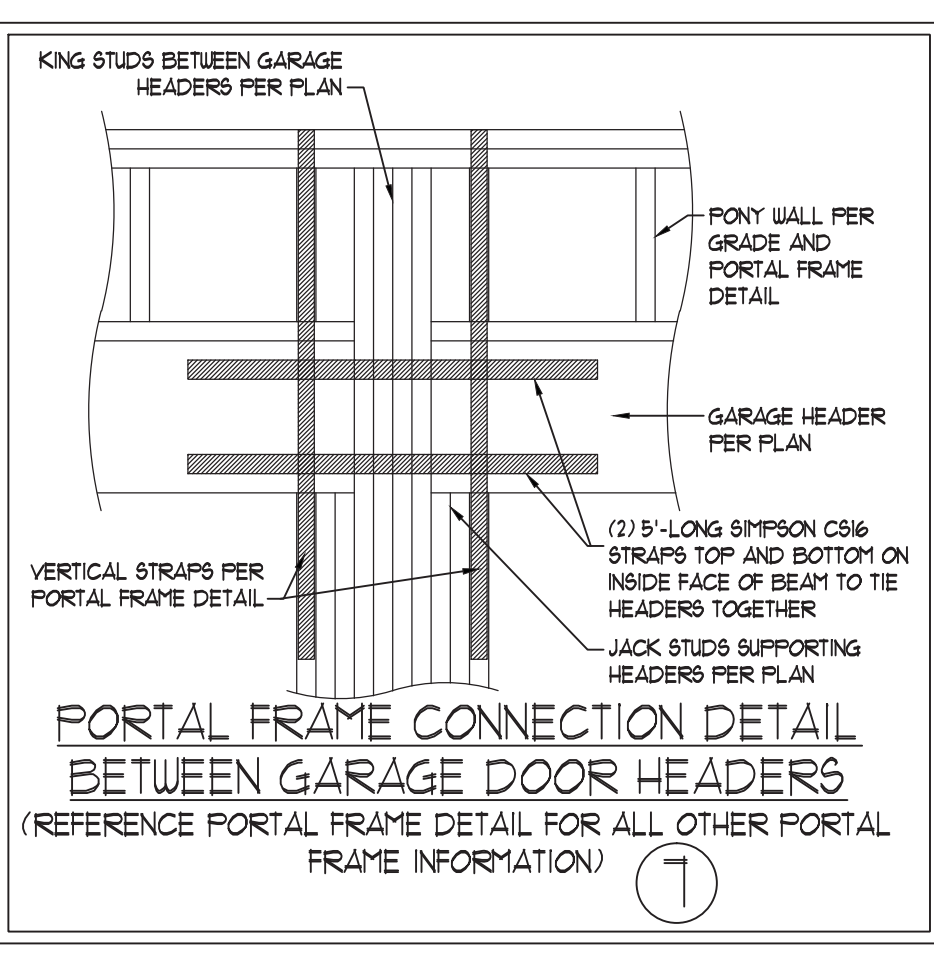 KING STUDS BETWEEN GARAGE
HEADERS PER PLAN
PONY WALL PER
GRADE AND
PORTAL FRAME
DETAIL
GARAGE HEADER
PER PLAN
(2) 5'-LONG SIMPSON CS16
STRAPS TOP AND BOTTOM ON
INSIDE FACE OF BEAM TO TIE
HEADERS TOGETHER
VERTICAL STRAPS PER
PORTAL FRAME DETAIL
JACK STUDS SUPPORTING
HEADERS PER PLAN
PORTAL FRAME CONNECTION DETAIL
BETWEEN GARAGE DOOR HEADERS
(REFERENCE PORTAL FRAME DETAIL FOR ALL OTHER PORTAL
FRAME INFORMATION)
7